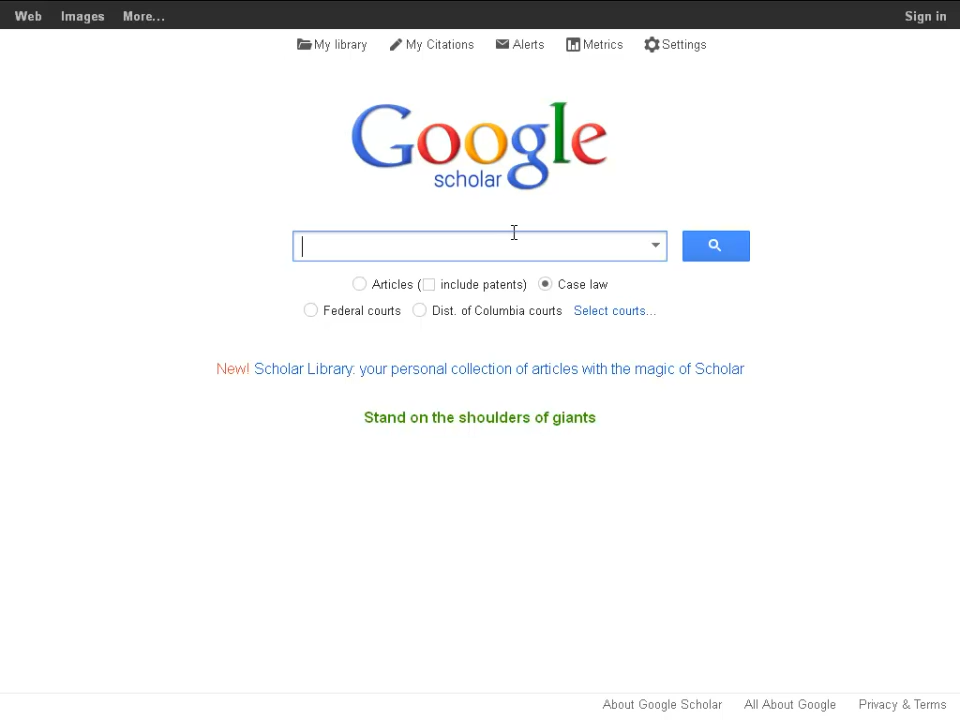 Web Images More... Sign in
My library My Citations Alerts Metrics Settings
Google
scholar
Articles ( include patents) Case law
Federal courts Dist. of Columbia courts Select courts...
New! Scholar Library: your personal collection of articles with the magic of Scholar
Stand on the shoulders of giants
About Google Scholar All About Google Privacy & Terms